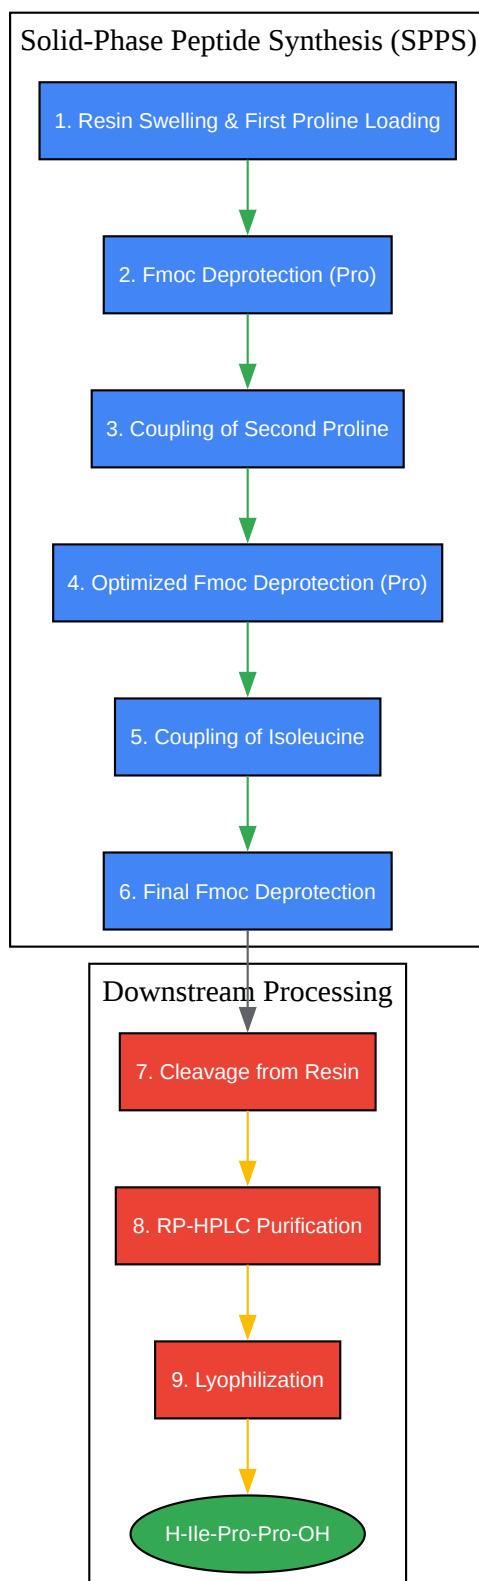 Solid-Phase Peptide Synthesis (SPPS)
1. Resin Swelling & First Proline Loading
2. Fmoc Deprotection (Pro)
3. Coupling of Second Proline
4. Optimized Fmoc Deprotection (Pro)
5. Coupling of Isoleucine
6. Final Fmoc Deprotection
Downstream Processing
7. Cleavage from Resin
8. RP-HPLC Purification
9. Lyophilization
H-Ile-Pro-Pro-OH